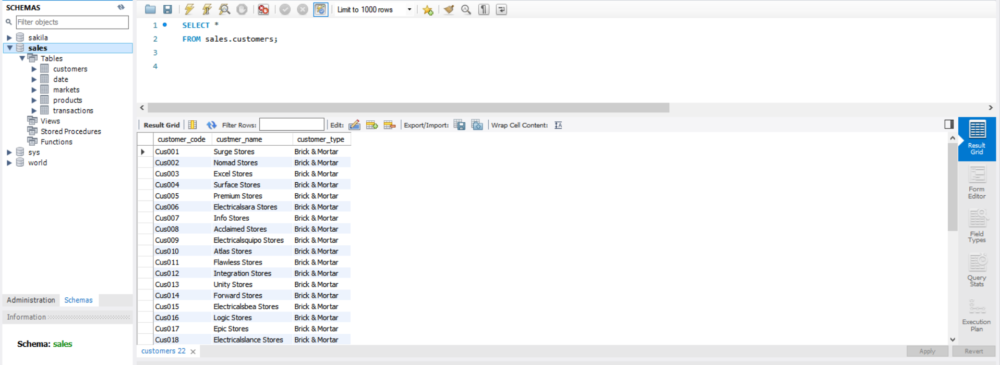 SCHEMAS
Filter objects
sakila
sales
Tables
customers
date
markets
products
transactions
Views
Stored Procedures
Functions
sys
world
Administration Schemas
Information
Schema: sales
Limit to 1000 rows
1 SELECT *
2 FROM sales.customers;
3
4
Result Grid Filter Rows: Edit: Export/Import: Wrap Cell Content:
customer_code custmer_name customer_type
Cus001 Surge Stores Brick & Mortar
Cus002 Nomad Stores Brick & Mortar
Cus003 Excel Stores Brick & Mortar
Cus004 Surface Stores Brick & Mortar
Cus005 Premium Stores Brick & Mortar
Cus006 Electricalsara Stores Brick & Mortar
Cus007 Info Stores Brick & Mortar
Cus008 Acclaimed Stores Brick & Mortar
Cus009 Electricalsquipo Stores Brick & Mortar
Cus010 Atlas Stores Brick & Mortar
Cus011 Flawless Stores Brick & Mortar
Cus012 Integration Stores Brick & Mortar
Cus013 Unity Stores Brick & Mortar
Cus014 Forward Stores Brick & Mortar
Cus015 Electricalsbea Stores Brick & Mortar
Cus016 Logic Stores Brick & Mortar
Cus017 Epic Stores Brick & Mortar
Cus018 Electricalslance Stores Brick & Mortar
customers 22
Apply Revert
Result
Grid
Form
Editor
Field
Types
Query
Stats
Execution
Plan